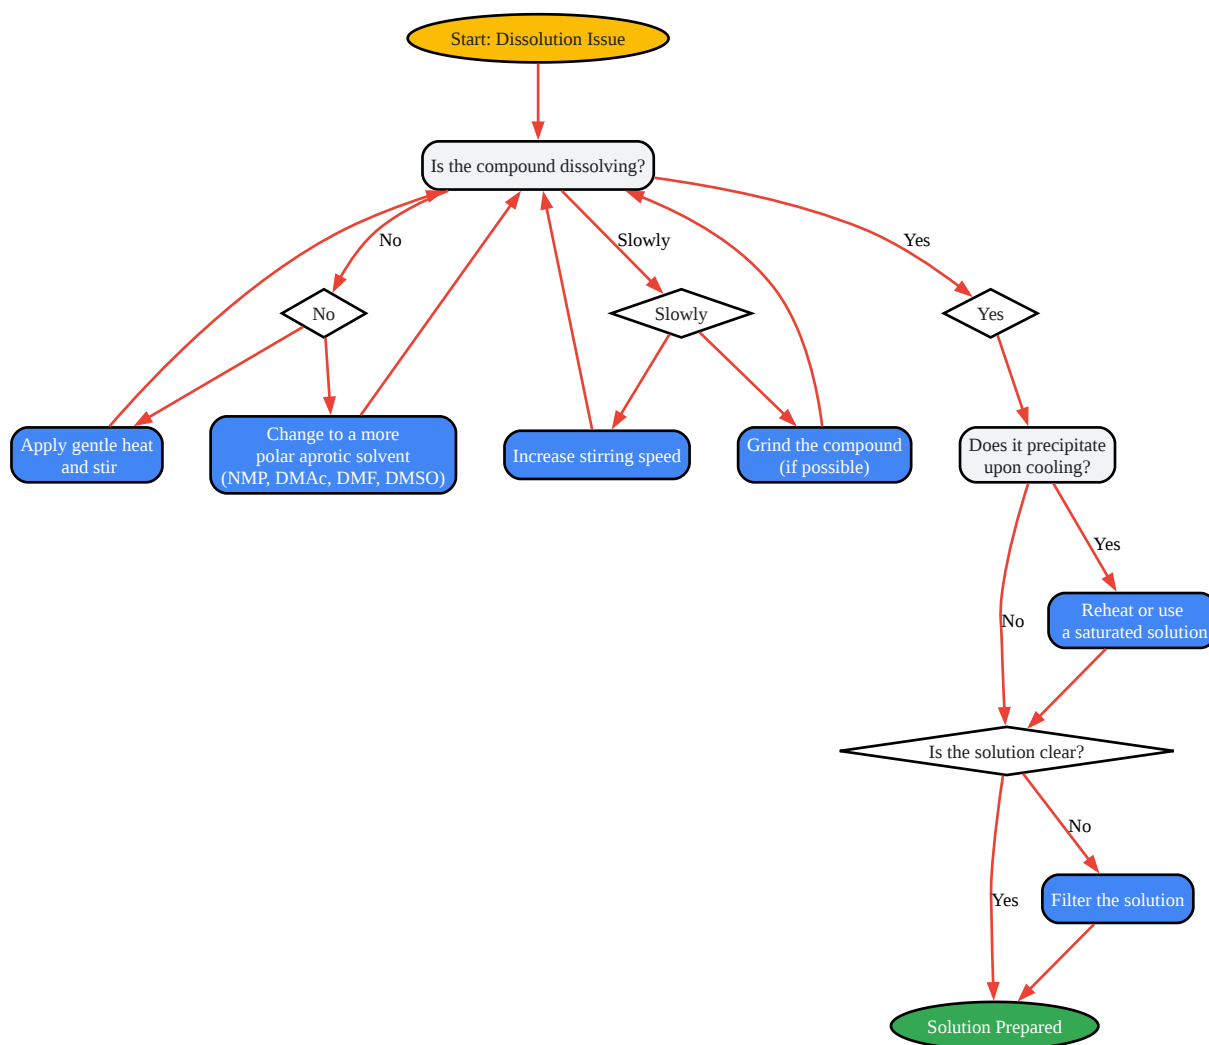 Start: Dissolution Issue
Is the compound dissolving?
No
Slowly
Yes
No
Slowly
Yes
Apply gentle heat
and stir
Change to a more
polar aprotic solvent
(NMP, DMAc, DMF, DMSO)
Increase stirring speed
Grind the compound
(if possible)
Does it precipitate
upon cooling?
Yes
No
Reheat or use
a saturated solution
Is the solution clear?
No
Yes
Filter the solution
Solution Prepared